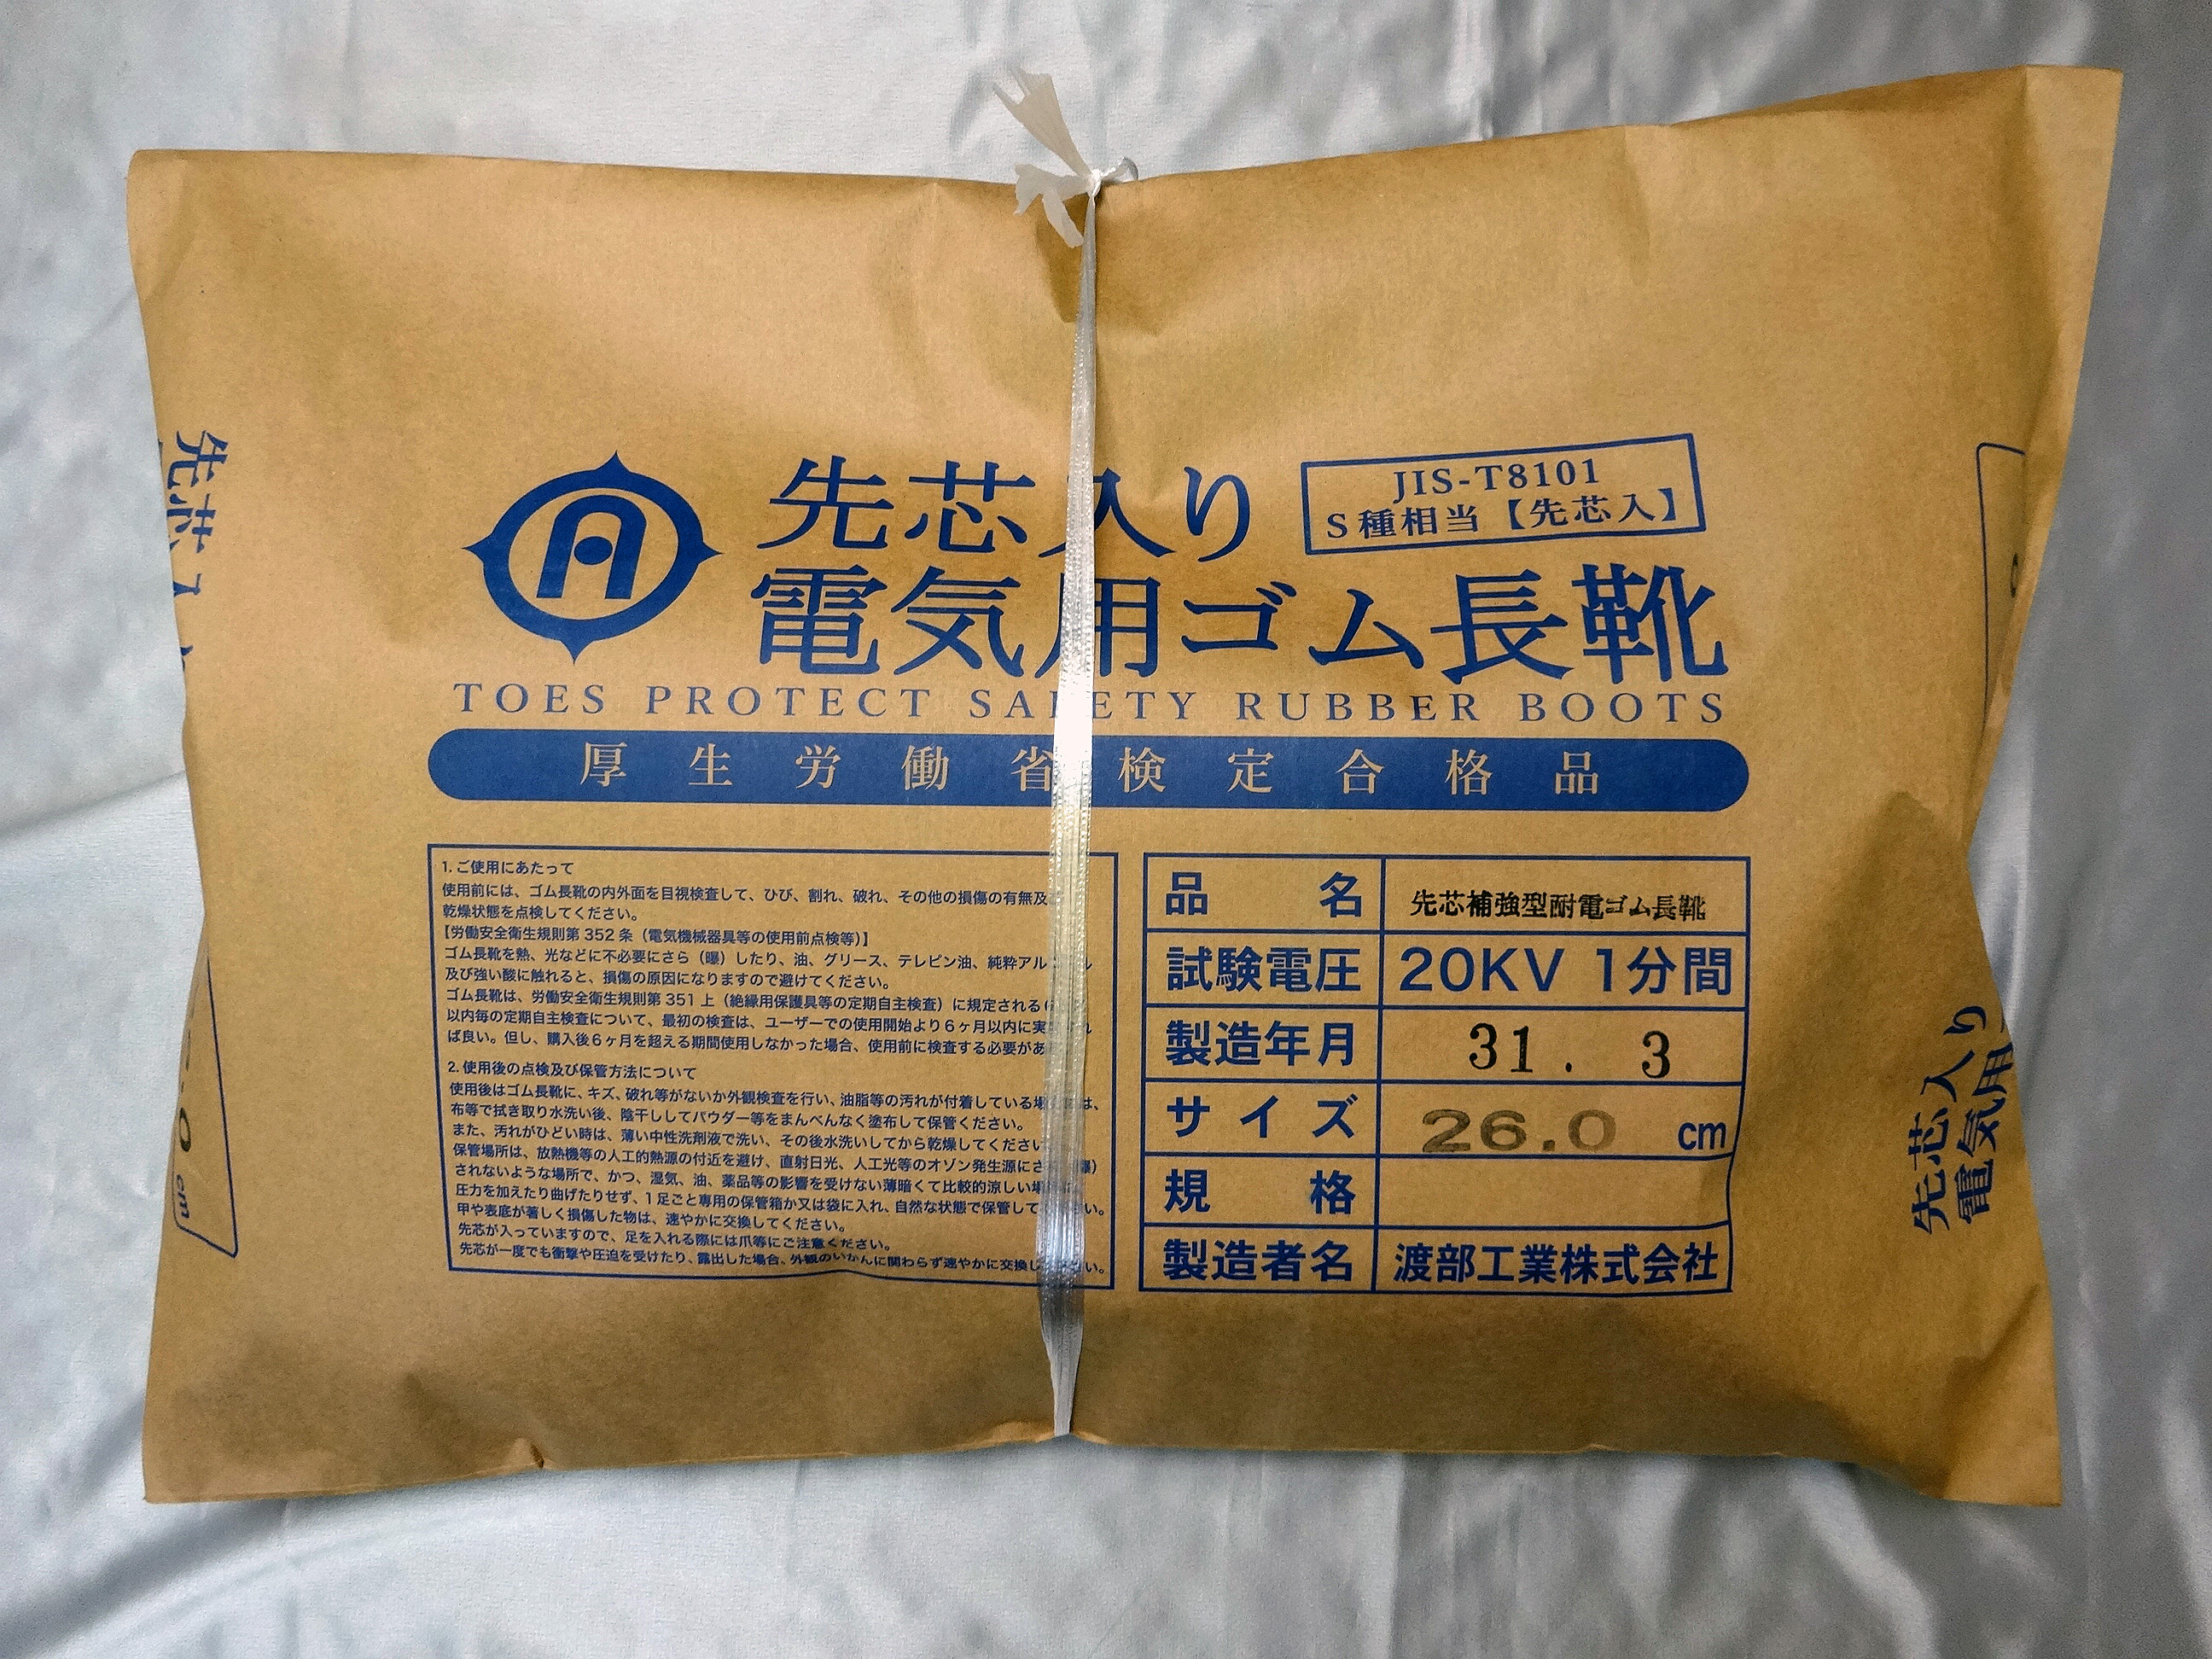 先芯入り
JIS-T8101
S種相当【先芯入】
電気用ゴム長靴
TOES PROTECT SAFETY RUBBER BOOTS
厚生労働省検定合格品
1. ご使用にあたって
使用前には、ゴム長靴の内外面を目視検査して、ひび、割れ、破れ、その他の損傷の有無及
乾燥状態を点検してください。
【労働安全衛生規則第352条（電気機械器具等の使用前点検等）】
ゴム長靴を熱、光などに不必要にさら（曝）したり、油、グリース、テレピン油、純粋アル
及び強い酸に触れると、損傷の原因になりますので避けてください。
ゴム長靴は、労働安全衛生規則第351上（絶縁用保護具等の定期自主検査）に規定される
以内毎の定期自主検査について、最初の検査は、ユーザーでの使用開始より6ヶ月以内に実
ば良い。但し、購入後6ヶ月を超える期間使用しなかった場合、使用前に検査する必要があ
2. 使用後の点検及び保管方法について
使用後はゴム長靴に、キズ、破れ等がないか外観検査を行い、油脂等の汚れが付着している場 は、
布等で拭き取り水洗い後、陰干ししてパウダー等をまんべんなく塗布して保管ください。
また、汚れがひどい時は、薄い中性洗剤液で洗い、その後水洗いしてから乾燥してください
保管場所は、放熱機等の人工的熱源の付近を避け、直射日光、人工光等のオゾン発生源にさ 曝）
されないような場所で、かつ、湿気、油、薬品等の影響を受けない薄暗くて比較的涼しい場
圧力を加えたり曲げたりせず、1足ごと専用の保管箱か又は袋に入れ、自然な状態で保管して い。
甲や表底が著しく損傷した物は、速やかに交換してください。
先芯が入っていますので、足を入れる際には爪等にご注意ください。
先芯が一度でも衝撃や圧迫を受けたり、露出した場合、外観のいかんに関わらず速やかに交換し い。
品名 先芯補強型耐電ゴム長靴
試験電圧 20KV 1分間
製造年月 31. 3
サイズ 26.0 cm
規格
製造者名 渡部工業株式会社
先芯入
.0 cm
先芯入り
電気用